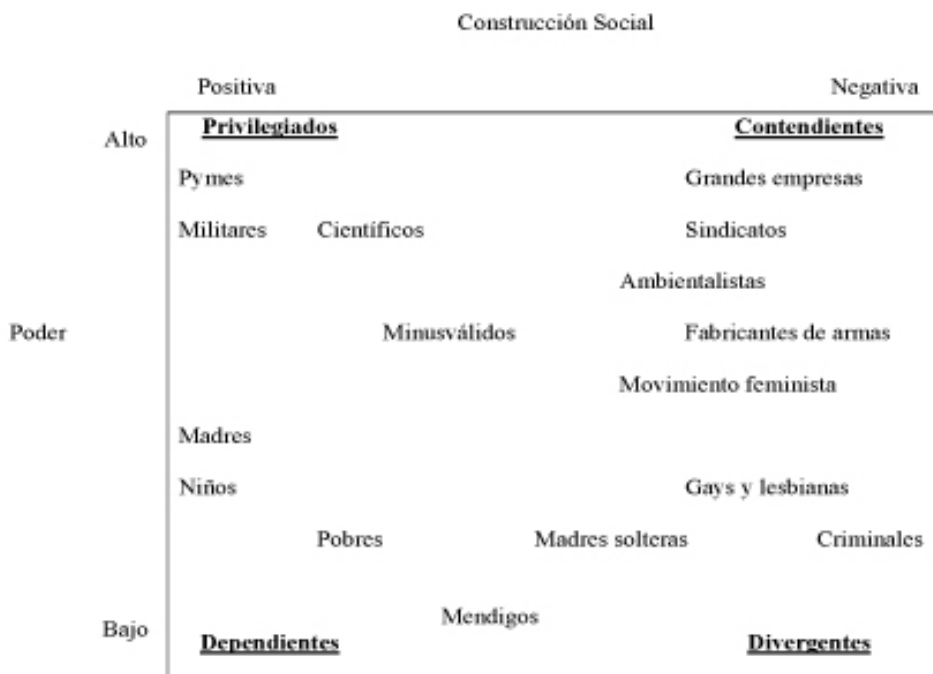 Construcción Social
Positiva Negativa
Alto Privilegiados Contendientes
Pymes Grandes empresas
Militares Científicos Sindicatos
Ambientalistas
Poder Minusválidos Fabricantes de armas
Movimiento feminista
Madres
Niños Gays y lesbianas
Pobres Madres solteras Criminales
Mendigos
Bajo Dependientes Divergentes